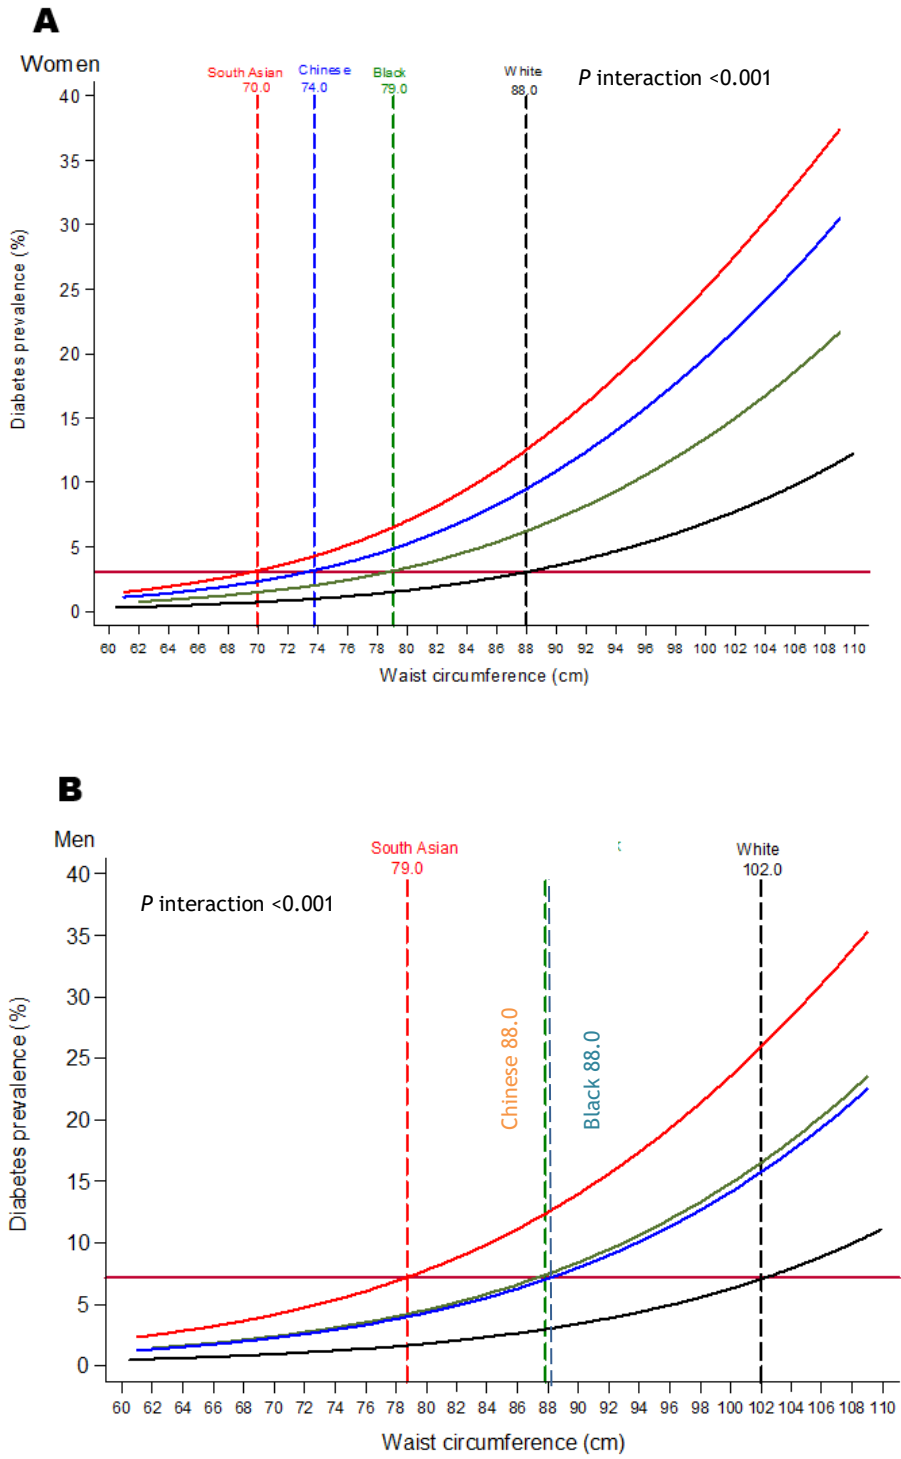 A
Women
South Asian Chinese Black White
70.0 74.0 79.0 88.0
P interaction <0.001
40
35
30
25
20
15
10
5
0
Diabetes prevalence (%)
60 62 64 66 68 70 72 74 76 78 80 82 84 86 88 90 92 94 96 98 100 102 104 106 108 110
Waist circumference (cm)
B
Men
South Asian White
79.0 102.0
P interaction <0.001
40
35
30
25
20
15
10
5
0
Diabetes prevalence (%)
Chinese 88.0
Black 88.0
60 62 64 66 68 70 72 74 76 78 80 82 84 86 88 90 92 94 96 98 100 102 104 106 108 110
Waist circumference (cm)